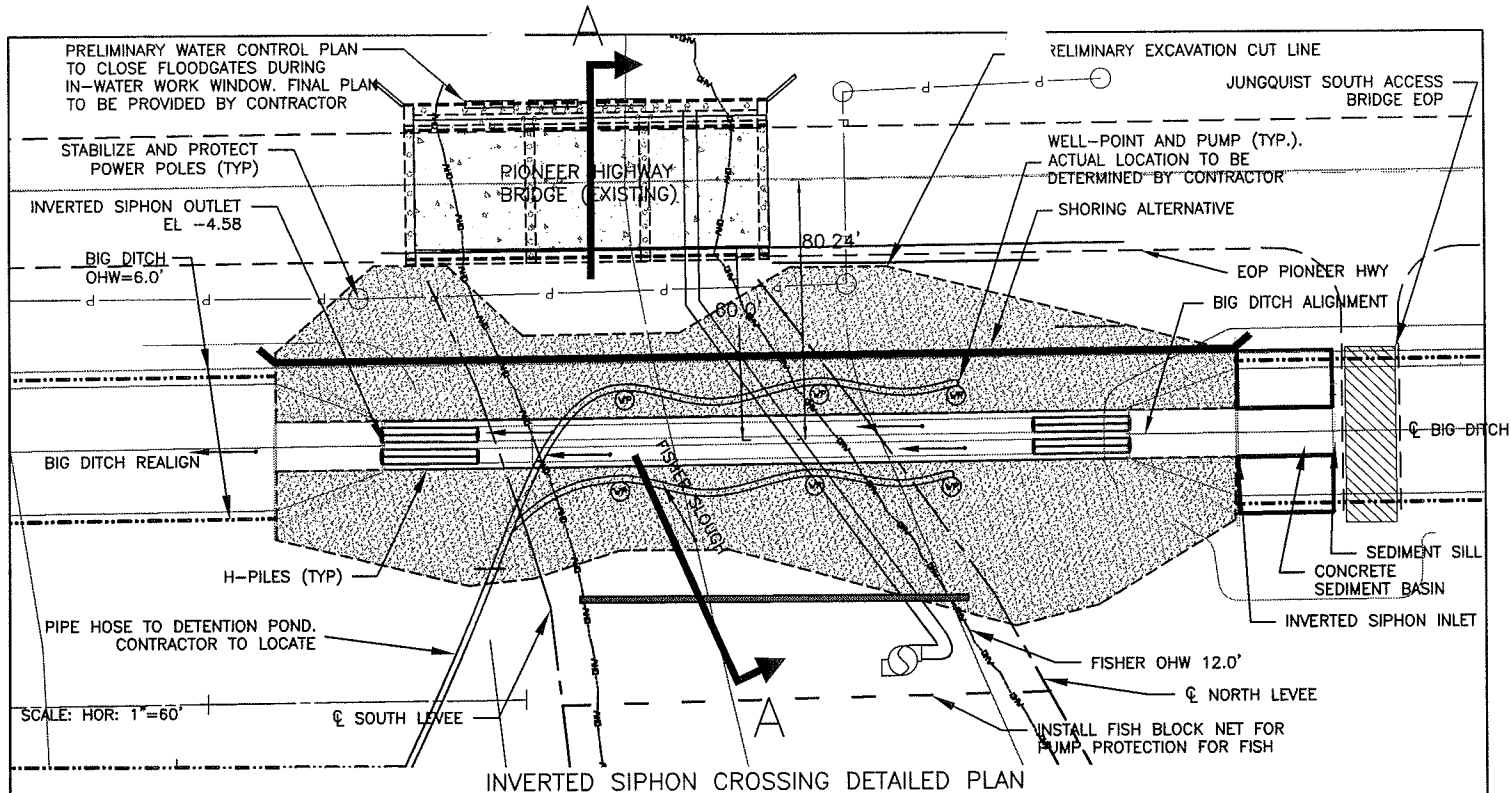 A
PRELIMINARY WATER CONTROL PLAN
TO CLOSE FLOODGATES DURING
IN-WATER WORK WINDOW. FINAL PLAN
TO BE PROVIDED BY CONTRACTOR
STABILIZE AND PROTECT
POWER POLES (TYP)
INVERTED SIPHON OUTLET
EL -4.58
BIG DITCH
OHW=6.0'
RELIMINARY EXCAVATION CUT LINE
JUNGQUIST SOUTH ACCESS
BRIDGE EOP
WELL-POINT AND PUMP (TYP.).
ACTUAL LOCATION TO BE
DETERMINED BY CONTRACTOR
SHORING ALTERNATIVE
PIONEER HIGHWAY
BRIDGE (EXISTING)
80.24'
60.0'
EOP PIONEER HWY
BIG DITCH ALIGNMENT
℄ BIG DITCH
BIG DITCH REALIGN
FISHER SLOUGH
H-PILES (TYP)
PIPE HOSE TO DETENTION POND.
CONTRACTOR TO LOCATE
SEDIMENT SILL
CONCRETE
SEDIMENT BASIN
INVERTED SIPHON INLET
FISHER OHW 12.0'
℄ NORTH LEVEE
SCALE: HOR: 1"=60'
℄ SOUTH LEVEE
A
INSTALL FISH BLOCK NET FOR
PUMP PROTECTION FOR FISH
INVERTED SIPHON CROSSING DETAILED PLAN